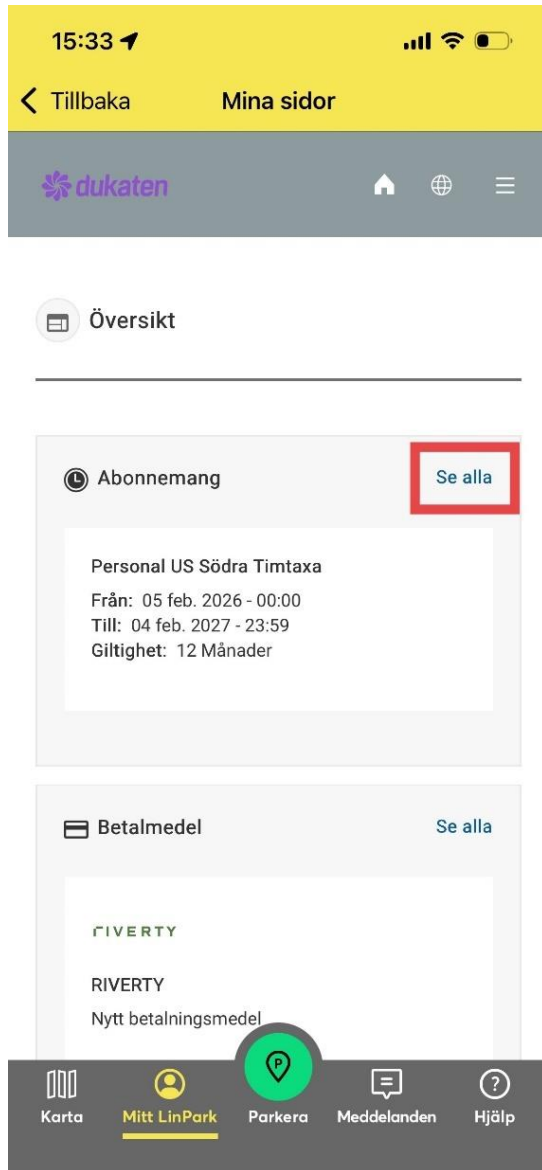 15:33
Tillbaka
Mina sidor
dukaten
Översikt
Abonnemang
Se alla
Personal US Södra Timtaxa
Från: 05 feb. 2026 - 00:00
Till: 04 feb. 2027 - 23:59
Giltighet: 12 Månader
Betalmedel
Se alla
RIVERTY
RIVERTY
Nytt betalningsmedel
P
Karta
Mitt LinPark
Parkera
Meddelanden
?
Hjälp